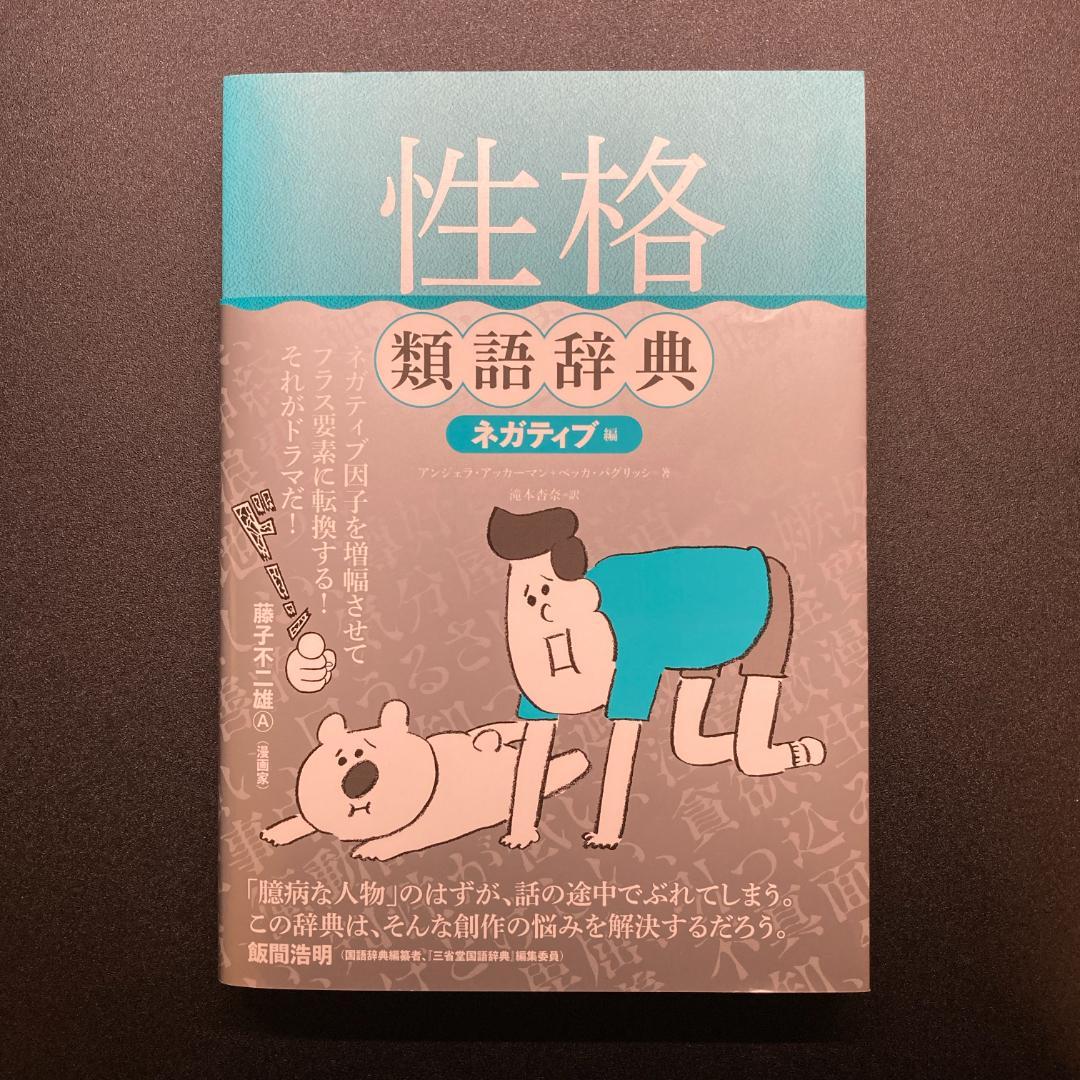 性格
類語辞典
ネガティブ 編
アンジェラ・アッカーマン+ベッカ・パグリッシ=著
滝本杏奈=訳
ネガティブ因子を増幅させて
プラス要素に転換する!
それがドラマだ!
ドーン!
藤子不二雄Ⓐ(漫画家)
「臆病な人物」のはずが、話の途中でぶれてしまう。
この辞典は、そんな創作の悩みを解決するだろう。
飯間浩明(国語辞典編纂者、『三省堂国語辞典』編集委員)